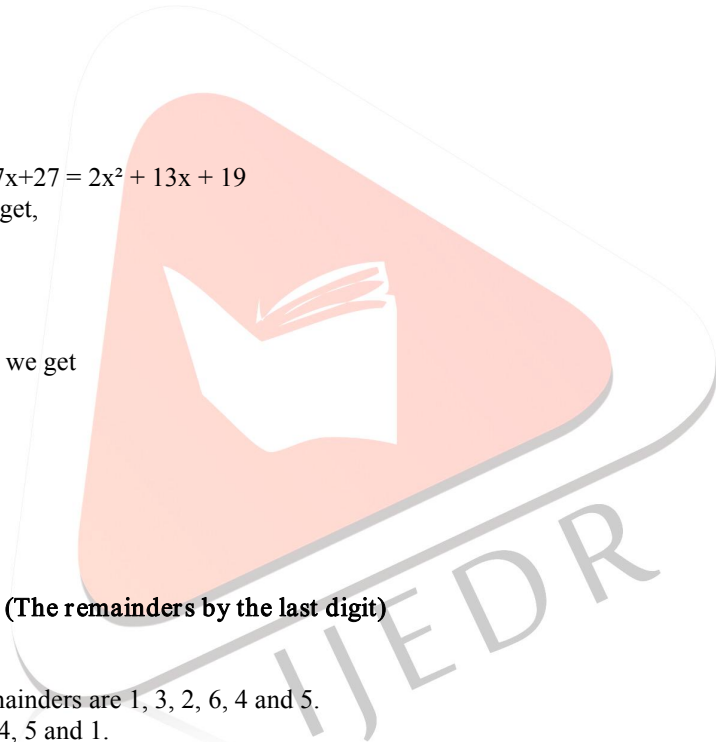 7x+27 = 2x² + 13x + 19
get,
we get
(The remainders by the last digit)
ainders are 1, 3, 2, 6, 4 and 5.
4, 5 and 1.
IJEDR